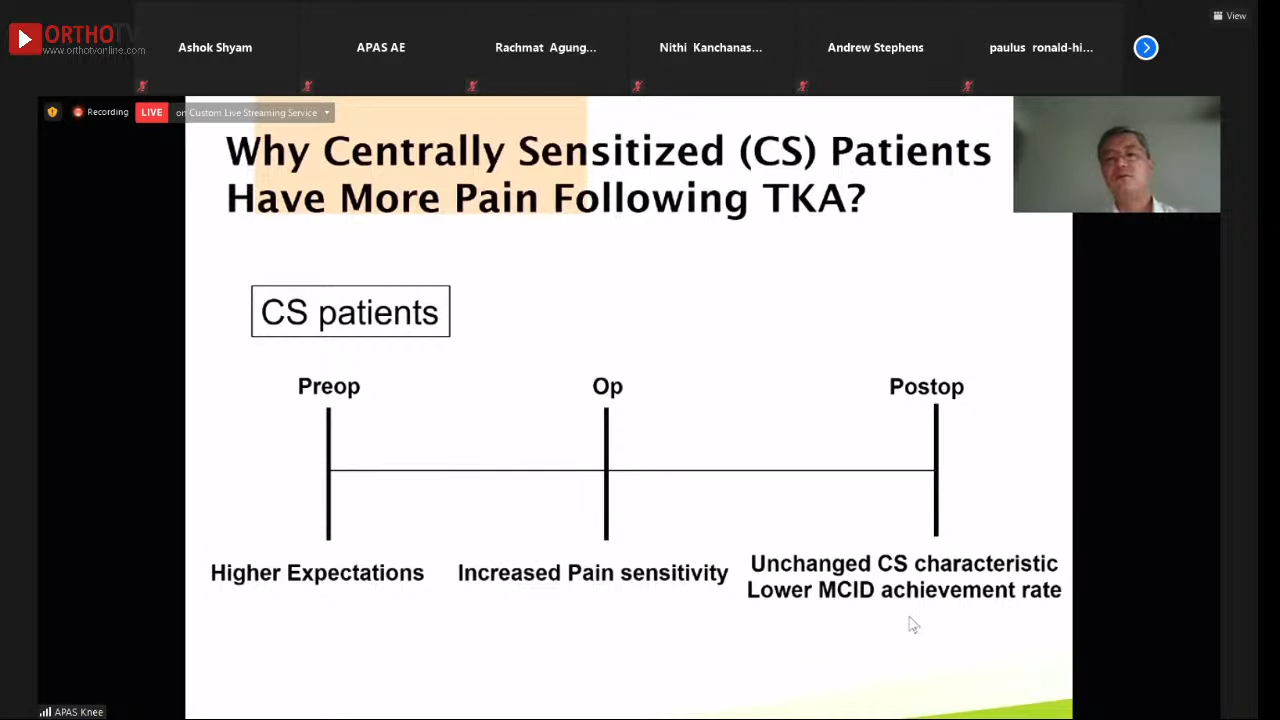 ORTHOTV
www.orthotvonline.com
Ashok Shyam
APAS AE
Rachmat Agung...
Nithi Kanchanas...
Andrew Stephens
paulus ronald-hi...
View
Recording
LIVE
on Custom Live Streaming Service
Why Centrally Sensitized (CS) Patients
Have More Pain Following TKA?
CS patients
Preop
Op
Postop
Higher Expectations
Increased Pain sensitivity
Unchanged CS characteristic
Lower MCID achievement rate
APAS Knee